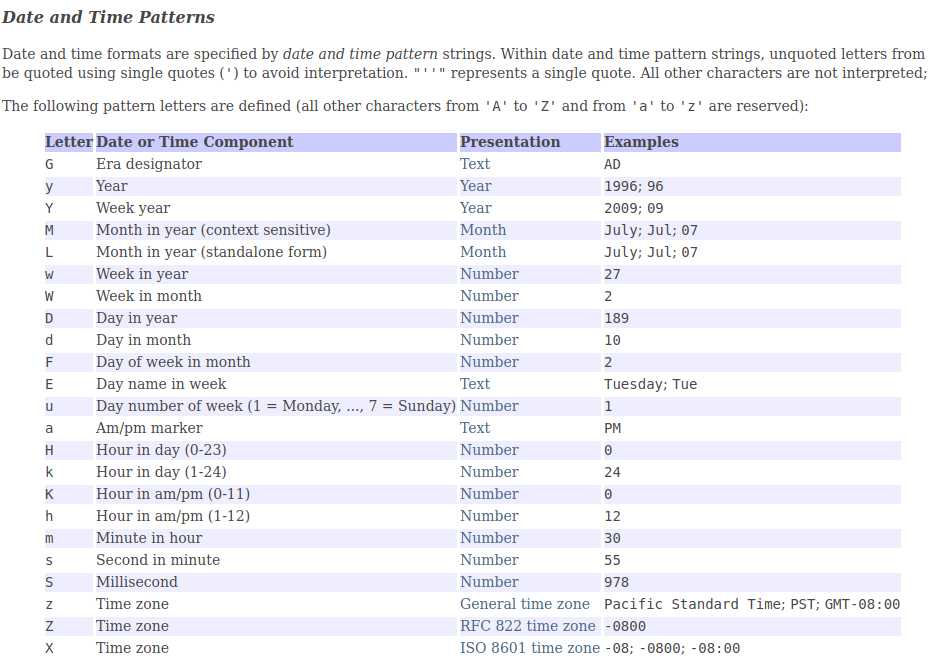 Date and Time Patterns
Date and time formats are specified by date and time pattern strings. Within date and time pattern strings, unquoted letters from
be quoted using single quotes (') to avoid interpretation. "''" represents a single quote. All other characters are not interpreted;
The following pattern letters are defined (all other characters from 'A' to 'Z' and from 'a' to 'z' are reserved):
Letter Date or Time Component Presentation Examples
G Era designator Text AD
y Year Year 1996; 96
Y Week year Year 2009; 09
M Month in year (context sensitive) Month July; Jul; 07
L Month in year (standalone form) Month July; Jul; 07
w Week in year Number 27
W Week in month Number 2
D Day in year Number 189
d Day in month Number 10
F Day of week in month Number 2
E Day name in week Text Tuesday; Tue
u Day number of week (1 = Monday, ..., 7 = Sunday) Number 1
a Am/pm marker Text PM
H Hour in day (0-23) Number 0
k Hour in day (1-24) Number 24
K Hour in am/pm (0-11) Number 0
h Hour in am/pm (1-12) Number 12
m Minute in hour Number 30
s Second in minute Number 55
S Millisecond Number 978
z Time zone General time zone Pacific Standard Time; PST; GMT-08:00
Z Time zone RFC 822 time zone -0800
X Time zone ISO 8601 time zone -08; -0800; -08:00